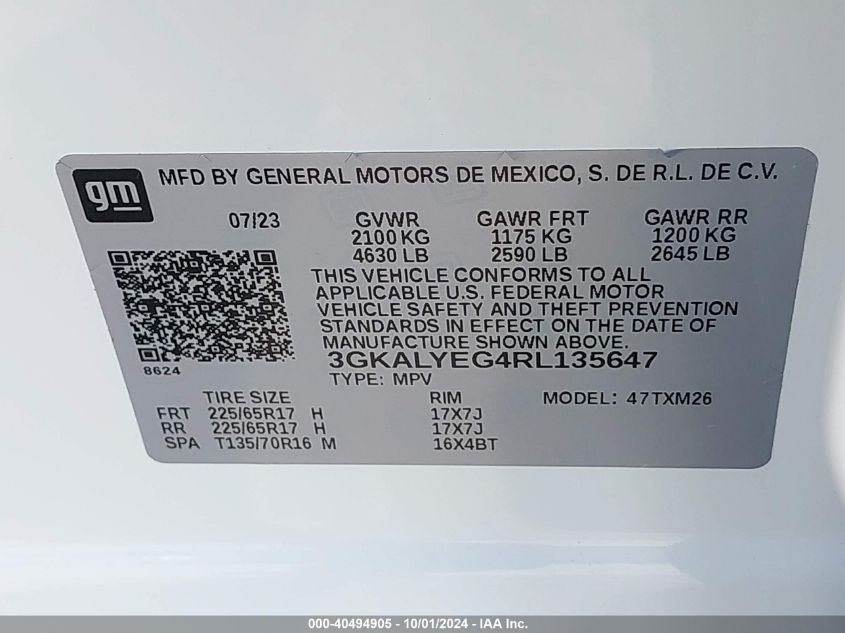 gm
MFD BY GENERAL MOTORS DE MEXICO, S. DE R.L. DE C.V.
07/23 GVWR GAWR FRT GAWR RR
2100 KG 1175 KG 1200 KG
4630 LB 2590 LB 2645 LB
THIS VEHICLE CONFORMS TO ALL
APPLICABLE U.S. FEDERAL MOTOR
VEHICLE SAFETY AND THEFT PREVENTION
STANDARDS IN EFFECT ON THE DATE OF
MANUFACTURE SHOWN ABOVE.
8624
3GKALYEG4RL135647
TYPE: MPV
TIRE SIZE RIM MODEL: 47TXM26
FRT 225/65R17 H 17X7J
RR 225/65R17 H 17X7J
SPA T135/70R16 M 16X4BT
000-40494905 - 10/01/2024 - IAA Inc.